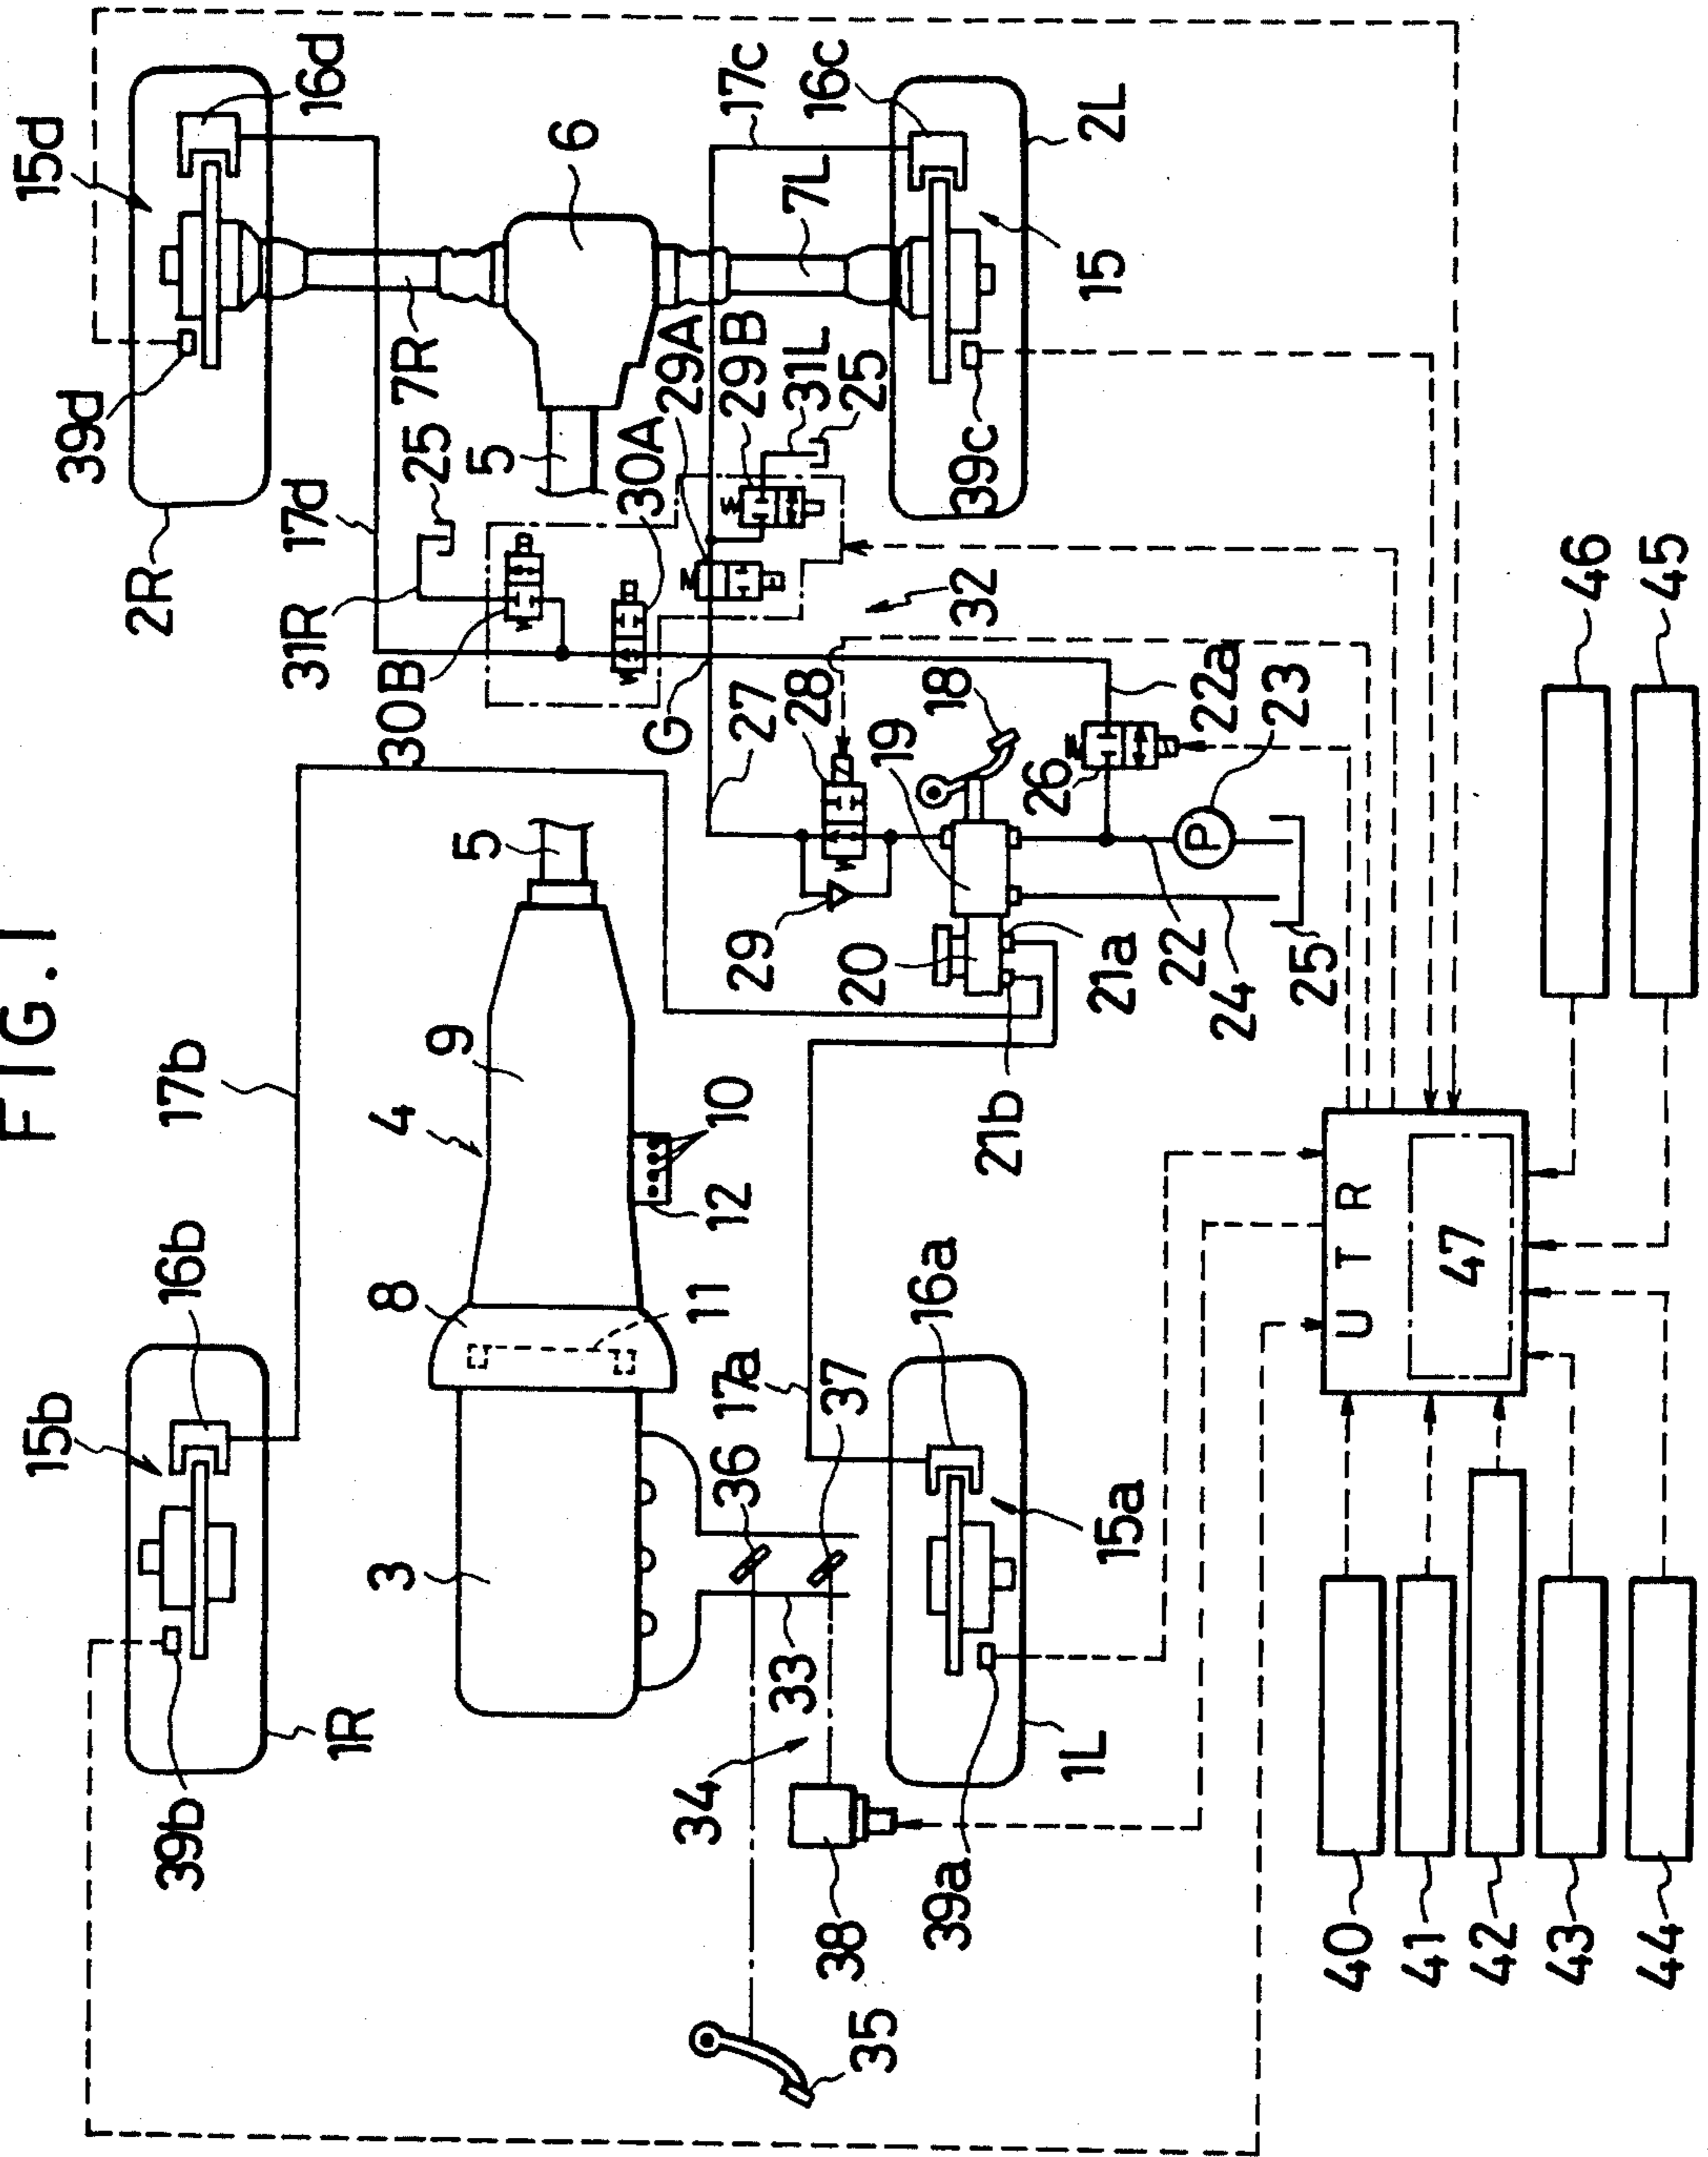 FIG.1
15b
16b
17b
39b
1R
2R
39d
15d
16d
17d
31R
25
7R
6
5
30B
30A
29A
29B
31L
25
7L
17c
16c
2L
15
39c
3
8
4
9
11
12
10
5
G
27
28
29
19
18
20
21a
21b
22
22a
23
P
24
25
26
32
17a
36
37
33
34
35
38
16a
15a
1L
39a
UTR
47
40
41
42
43
44
45
46